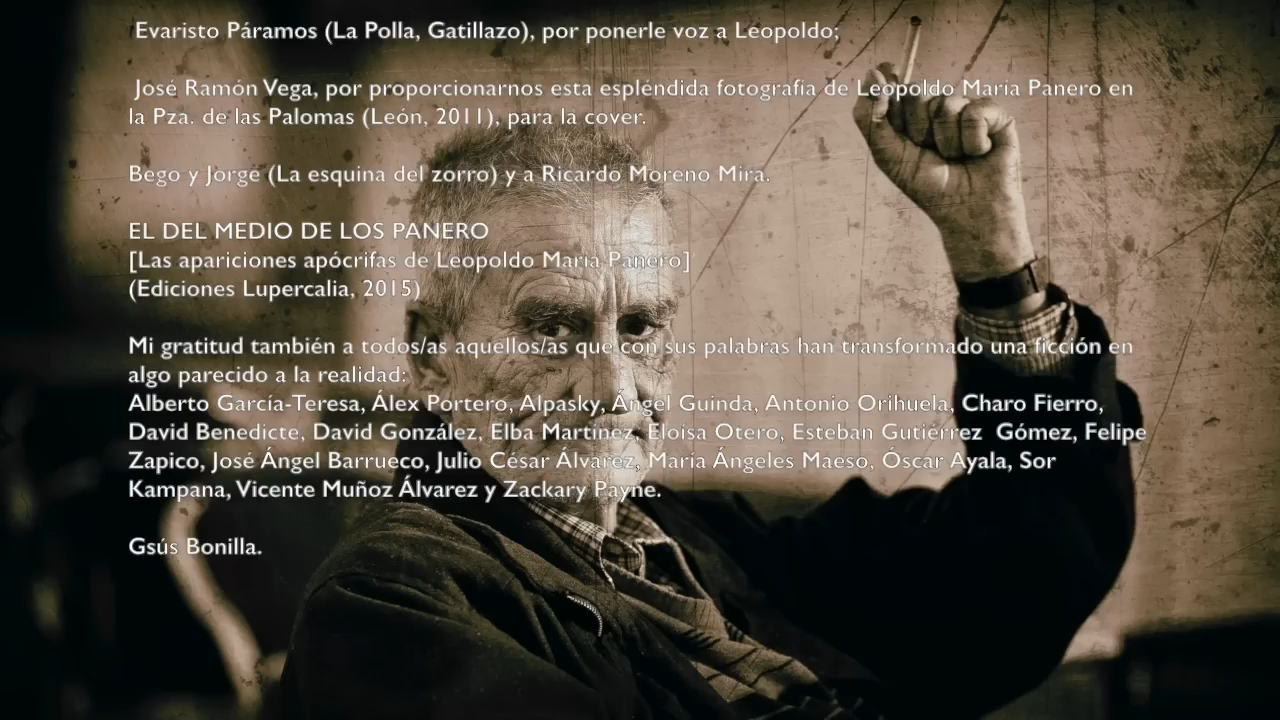 Evaristo Páramos (La Polla, Gatillazo), por ponerle voz a Leopoldo;
José Ramón Vega, por proporcionarnos esta espléndida fotografía de Leopoldo María Panero en
la Pza. de las Palomas (León, 2011), para la cover.
Bego y Jorge (La esquina del zorro) y a Ricardo Moreno Mira.
EL DEL MEDIO DE LOS PANERO
[Las apariciones apócrifas de Leopoldo María Panero]
(Ediciones Lupercalia, 2015)
Mi gratitud también a todos/as aquellos/as que con sus palabras han transformado una ficción en
algo parecido a la realidad:
Alberto García-Teresa, Álex Portero, Alpasky, Ángel Guinda, Antonio Orihuela, Charo Fierro,
David Benedicte, David González, Elba Martínez, Eloísa Otero, Esteban Gutiérrez Gómez, Felipe
Zapico, José Ángel Barrueco, Julio César Álvarez, María Ángeles Maeso, Óscar Ayala, Sor
Kampana, Vicente Muñoz Álvarez y Zackary Payne.
Gsús Bonilla.